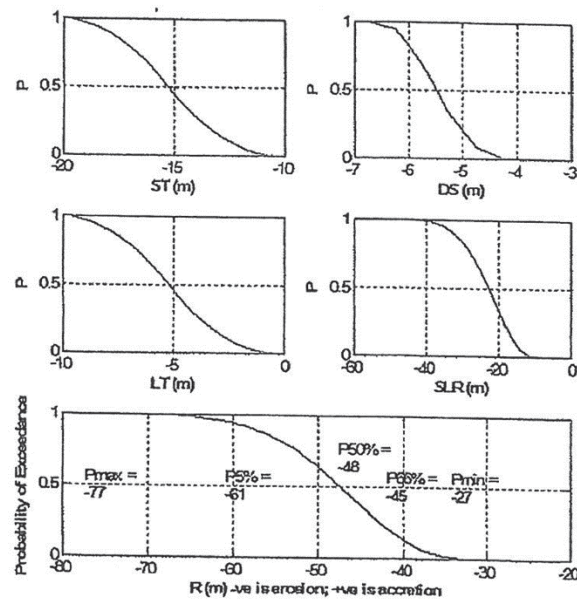 1
1
P
0.5
P
0.5
0
0
-20
-15
-10
-7
-6
-5
-4
-3
ST (m)
DS (m)
1
1
P
0.5
P
0.5
0
0
-10
-5
0
-60
-40
-20
0
LT (m)
SLR (m)
Probability of Exceedance
1
0.5
0
Pmax =
-77
P5% =
-61
P50% =
-48
P66% =
-45
Pmin =
-27
-80
-70
-60
-50
-40
-30
-20
R (m) -ve is erosion; +ve is accretion